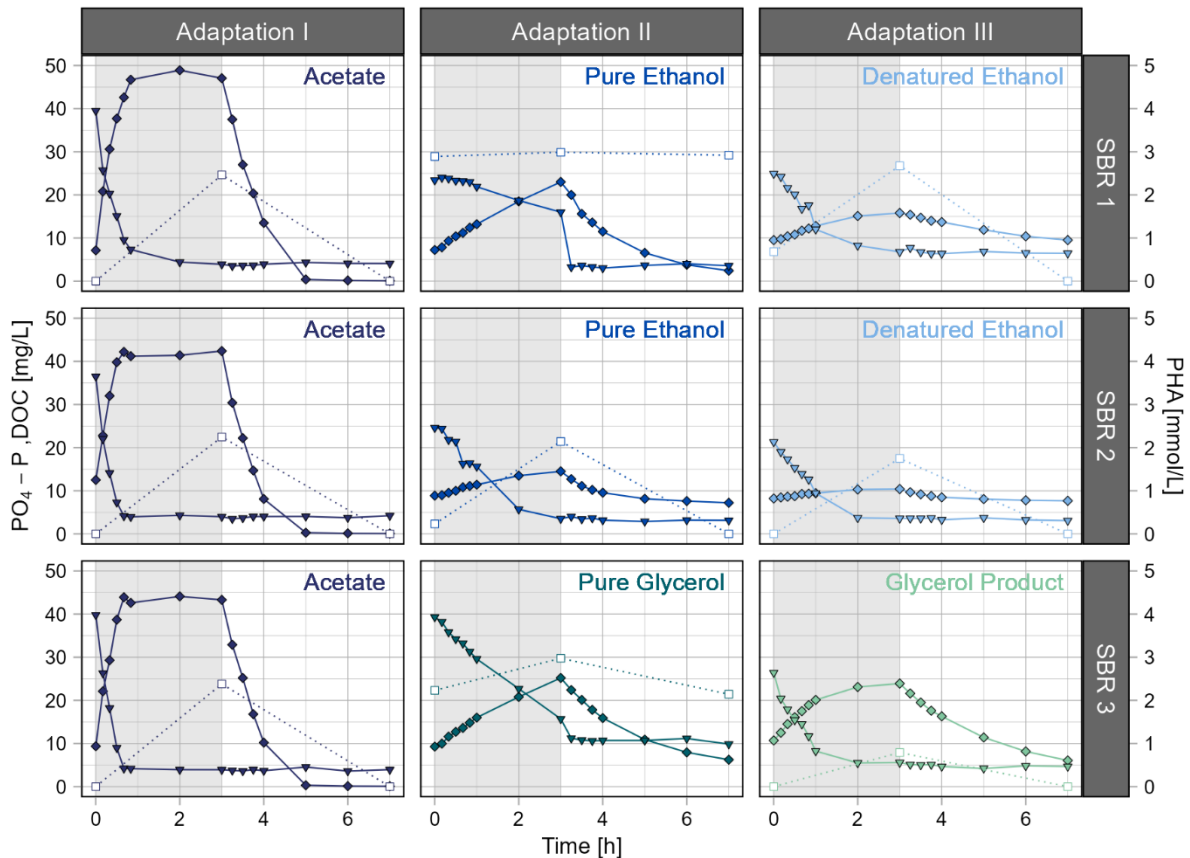 Adaptation I
Adaptation II
Adaptation III
50
40
30
20
10
0
Acetate
Pure Ethanol
Denatured Ethanol
5
4
3
2
1
0
SBR 1
50
40
30
20
10
0
Acetate
Pure Ethanol
Denatured Ethanol
5
4
3
2
1
0
SBR 2
50
40
30
20
10
0
Acetate
Pure Glycerol
Glycerol Product
5
4
3
2
1
0
SBR 3
PO₄ − P ,DOC [mg/L]
PHA [mmol/L]
0 2 4 6
0 2 4 6
0 2 4 6
Time [h]